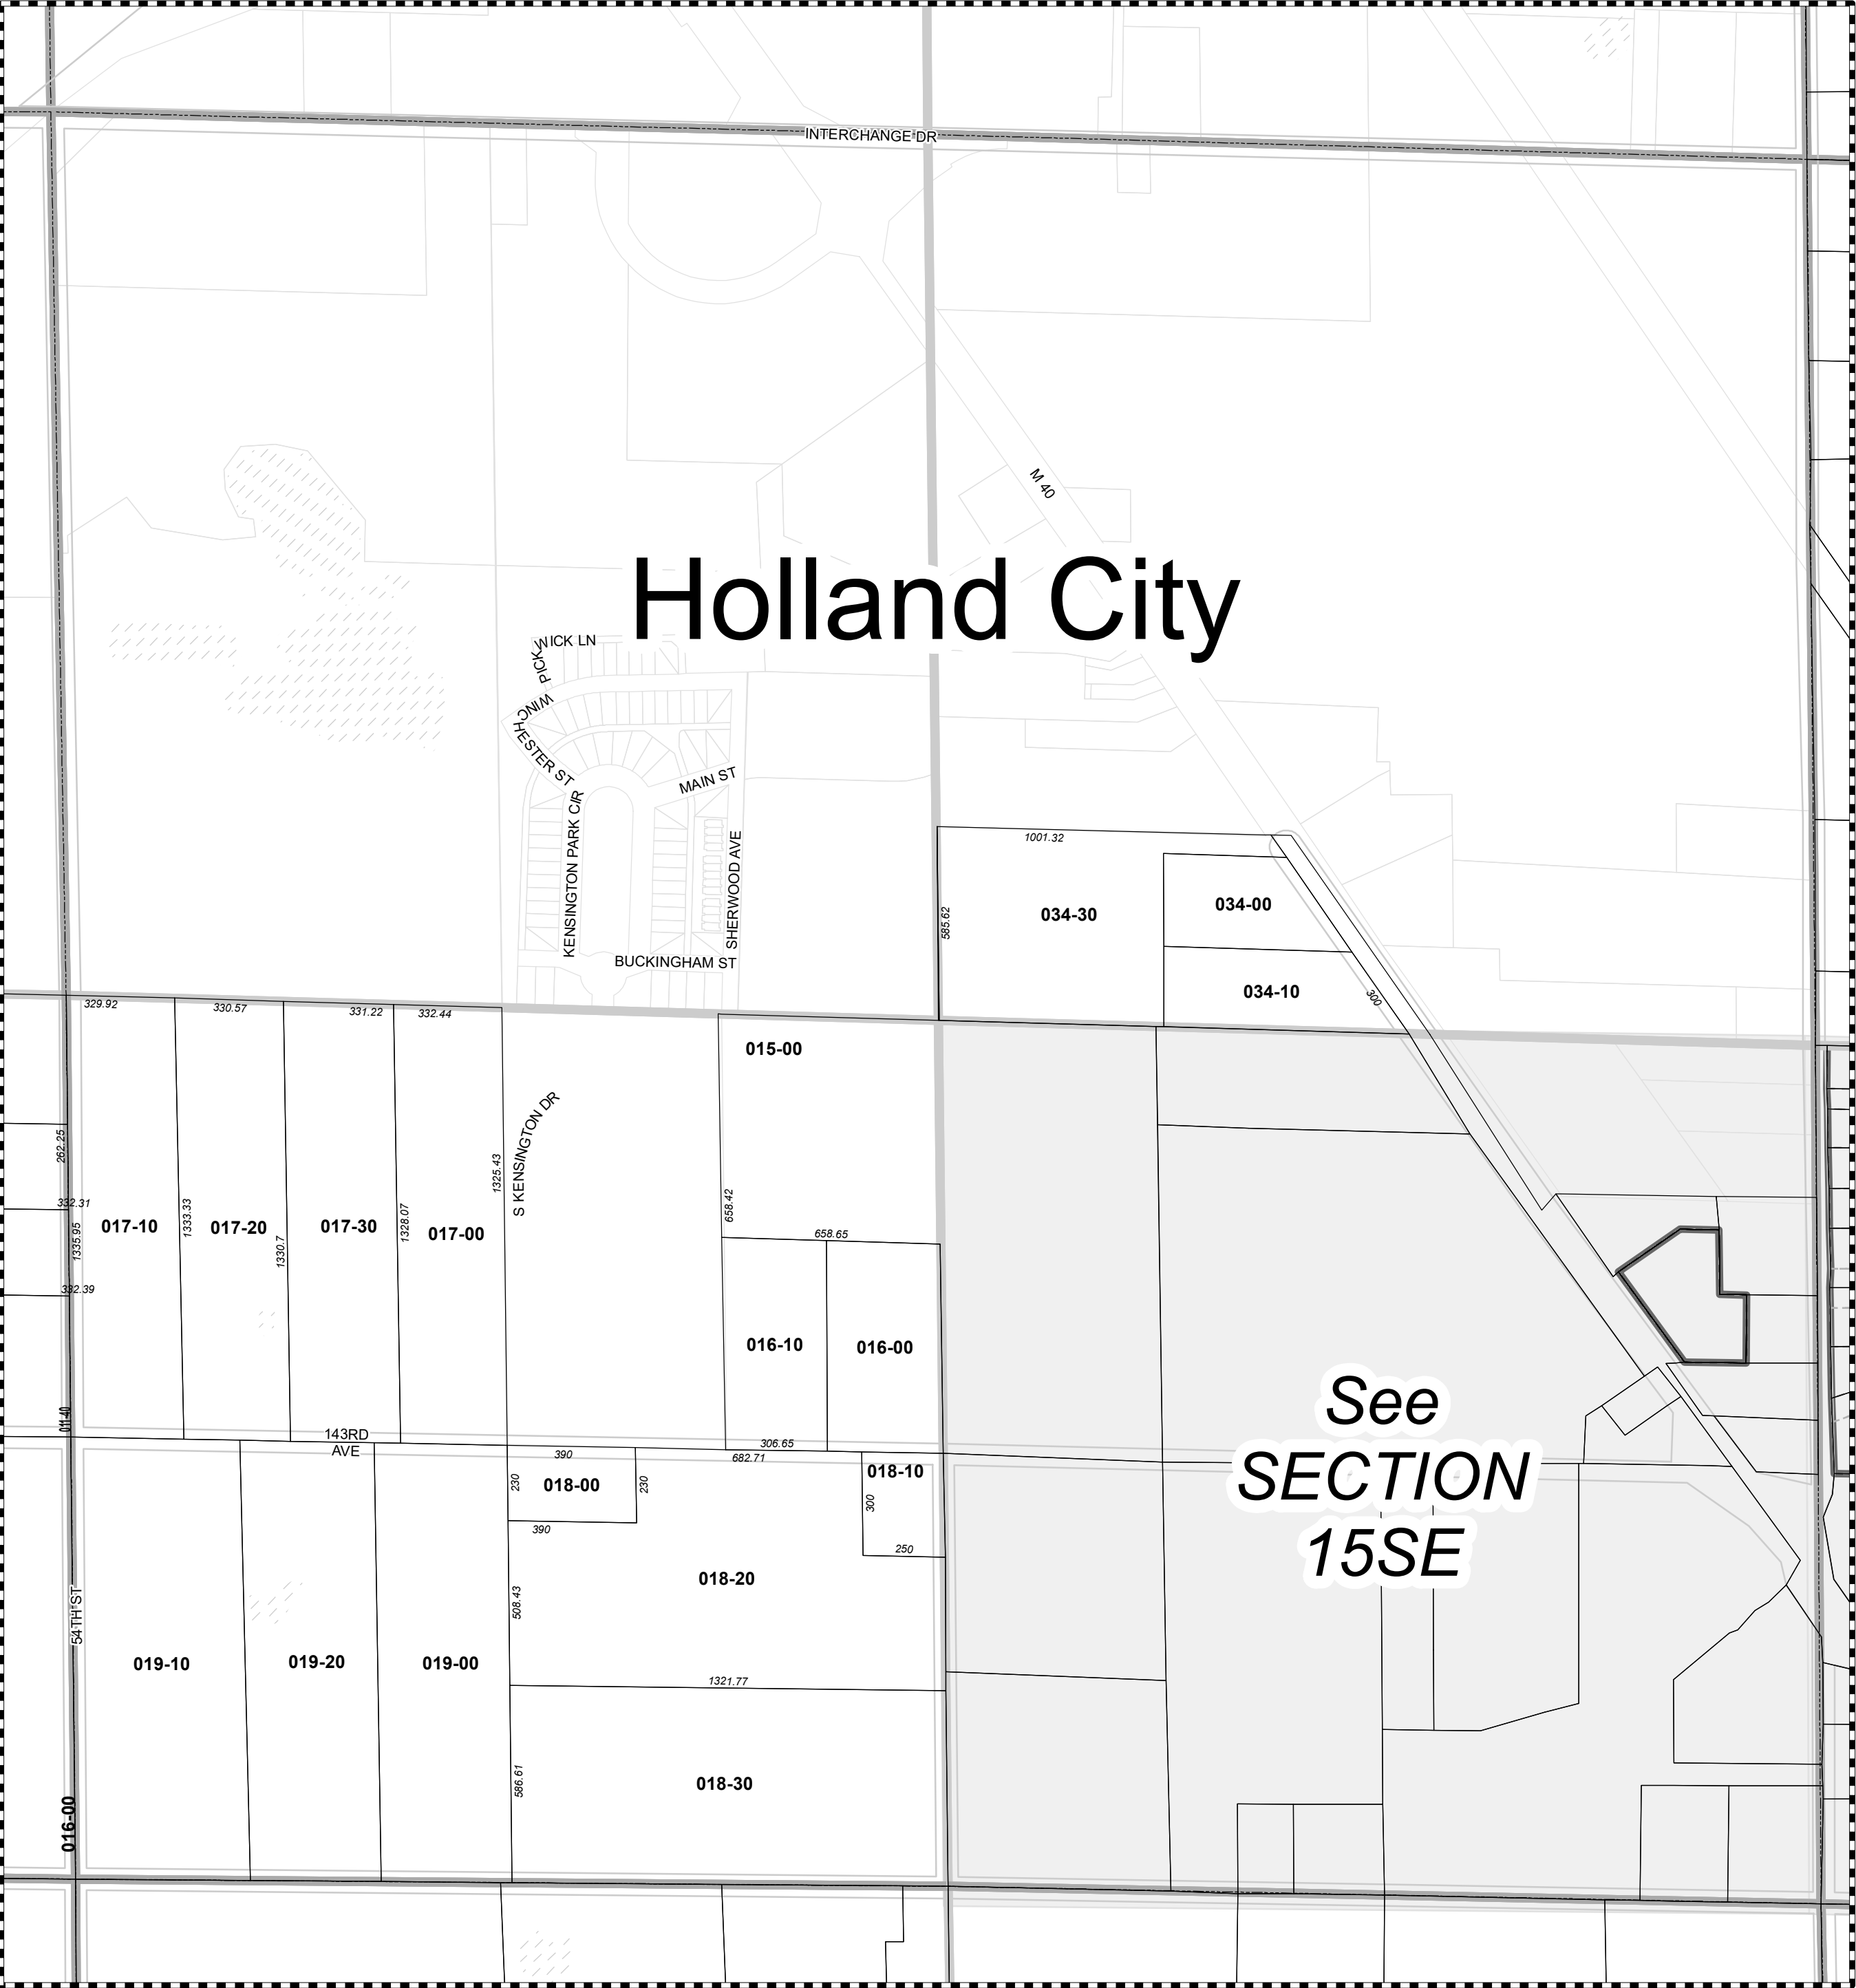 INTERCHANGE DR
M 40
Holland City
PICKWICK LN
WINCHESTER ST
MAIN ST
KENSINGTON PARK CIR
SHERWOOD AVE
BUCKINGHAM ST
1001.32
585.62
034-30
034-00
034-10
300
329.92
330.57
331.22
332.44
015-00
S KENSINGTON DR
262.25
332.31
1335.95
332.39
017-10
1333.33
017-20
1330.7
017-30
1328.07
017-00
1325.43
658.42
658.65
016-10
016-00
011-40
143RD
AVE
390
306.65
682.71
230
018-00
230
390
018-10
300
250
See
SECTION
15SE
018-20
508.43
54TH ST
019-10
019-20
019-00
1321.77
586.61
018-30
016-00